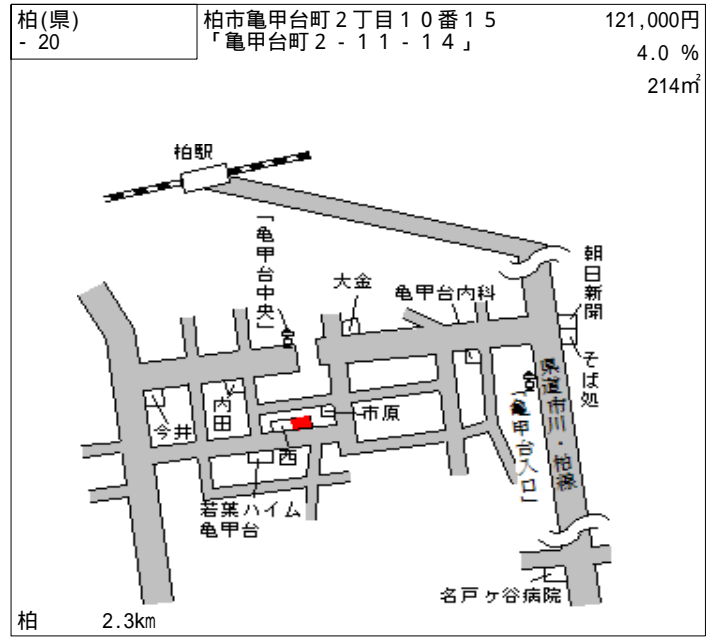 柏(県)
- 20
柏市亀甲台町２丁目１０番１５
「亀甲台町２ - １１ - １４」
121,000円
4.0 %
214㎡
柏駅
「亀甲台中央」
大金
亀甲台内科
朝日新聞
そば処
県道市川・柏線
「亀甲台入口」
内田
今井
市原
西
若葉ハイム
亀甲台
名戸ヶ谷病院
柏
2.3km